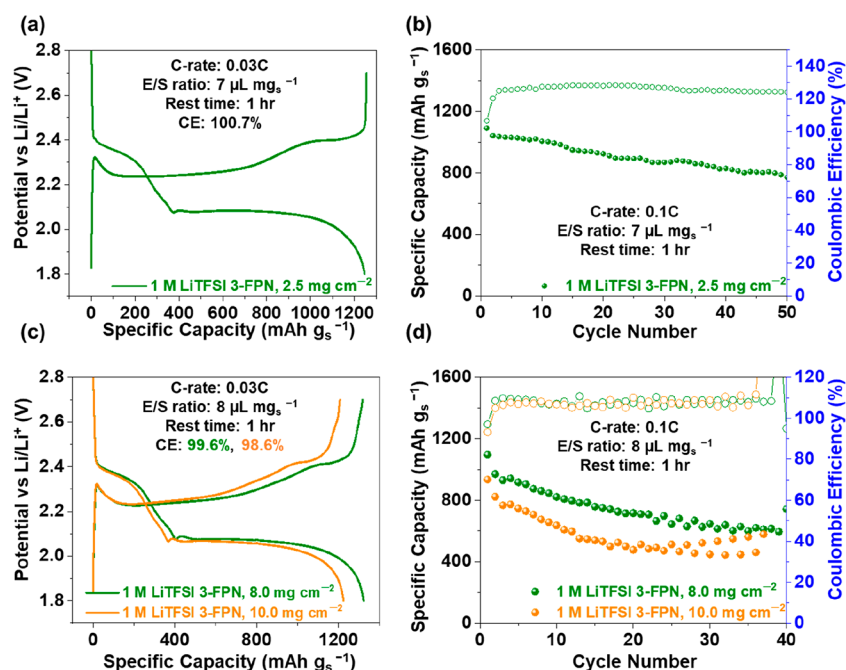 (a)
2.8
2.6
2.4
2.2
2.0
1.8
Potential vs Li/Li⁺ (V)
C-rate: 0.03C
E/S ratio: 7 µL mgₛ ⁻¹
Rest time: 1 hr
CE: 100.7%
1 M LiTFSI 3-FPN, 2.5 mg cm⁻²
0 200 400 600 800 1000 1200
Specific Capacity (mAh gₛ⁻¹)
(b)
1600
1200
800
400
0
Specific Capacity (mAh gₛ⁻¹)
C-rate: 0.1C
E/S ratio: 7 µL mgₛ ⁻¹
Rest time: 1 hr
1 M LiTFSI 3-FPN, 2.5 mg cm⁻²
160
140
120
100
80
60
40
20
0
Coulombic Efficiency (%)
0 10 20 30 40 50
Cycle Number
(c)
2.8
2.6
2.4
2.2
2.0
1.8
Potential vs Li/Li⁺ (V)
C-rate: 0.03C
E/S ratio: 8 µL mgₛ ⁻¹
Rest time: 1 hr
CE: 99.6%, 98.6%
1 M LiTFSI 3-FPN, 8.0 mg cm⁻²
1 M LiTFSI 3-FPN, 10.0 mg cm⁻²
0 400 800 1200
Specific Capacity (mAh gₛ⁻¹)
(d)
1600
1200
800
400
0
Specific Capacity (mAh gₛ⁻¹)
C-rate: 0.1C
E/S ratio: 8 µL mgₛ ⁻¹
Rest time: 1 hr
1 M LiTFSI 3-FPN, 8.0 mg cm⁻²
1 M LiTFSI 3-FPN, 10.0 mg cm⁻²
120
100
80
60
40
20
0
Coulombic Efficiency (%)
0 10 20 30 40
Cycle Number